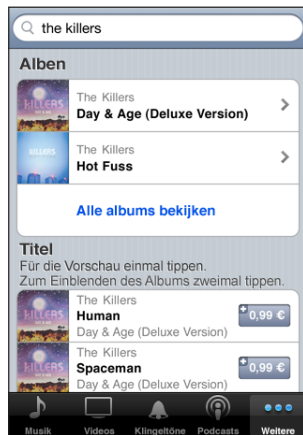 the killers
Alben
The Killers
Day & Age (Deluxe Version)
The Killers
Hot Fuss
Alle albums bekijken
Titel
Für die Vorschau einmal tippen.
Zum Einblenden des Albums zweimal tippen.
The Killers
Human
Day & Age (Deluxe Version)
0,99 €
The Killers
Spaceman
Day & Age (Deluxe Version)
0,99 €
Musik Videos Klingeltöne Podcasts Weitere